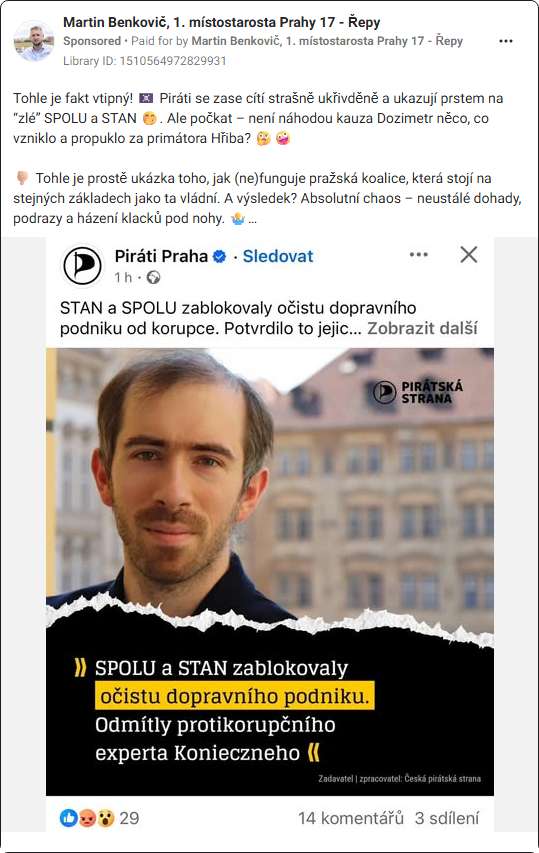 Martin Benkovič, 1. místostarosta Prahy 17 - Řepy
Sponsored • Paid for by Martin Benkovič, 1. místostarosta Prahy 17 - Řepy
Library ID: 1510564972829931
Tohle je fakt vtipný! 🏴‍☠️ Piráti se zase cítí strašně ukřivděně a ukazují prstem na
“zlé” SPOLU a STAN 🤭. Ale počkat – není náhodou kauza Dozimetr něco, co
vzniklo a propuklo za primátora Hřiba? 🤔 🤪
👎🏼 Tohle je prostě ukázka toho, jak (ne)funguje pražská koalice, která stojí na
stejných základech jako ta vládní. A výsledek? Absolutní chaos – neustálé dohady,
podrazy a házení klacků pod nohy. 🤷‍♂️ ...
Piráti Praha · Sledovat
1 h ·
STAN a SPOLU zablokovaly očistu dopravního
podniku od korupce. Potvrdilo to jejic... Zobrazit další
PIRÁTSKÁ
STRANA
» SPOLU a STAN zablokovaly
očistu dopravního podniku.
Odmítly protikorupčního
experta Konieczneho «
Zadavatel | zpracovatel: Česká pirátská strana
29
14 komentářů 3 sdílení